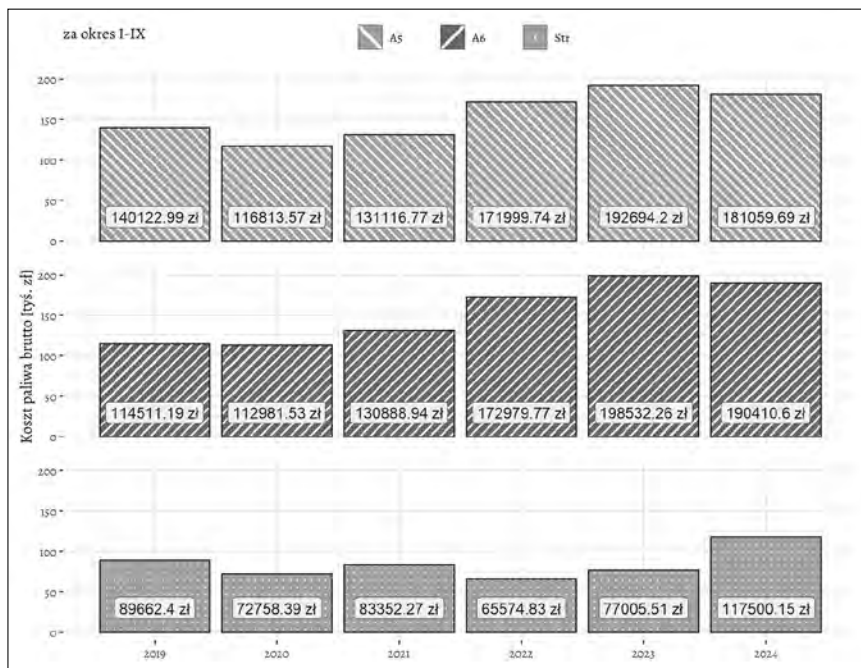 za okres I-IX
A5 A6 Str
Koszt paliwa brutto [tyś. zł]
200
150
100
50
0
140122.99 zł 116813.57 zł 131116.77 zł 171999.74 zł 192694.2 zł 181059.69 zł
200
150
100
50
0
114511.19 zł 112981.53 zł 130888.94 zł 172979.77 zł 198532.26 zł 190410.6 zł
200
150
100
50
0
89662.4 zł 72758.39 zł 83352.27 zł 65574.83 zł 77005.51 zł 117500.15 zł
2019 2020 2021 2022 2023 2024